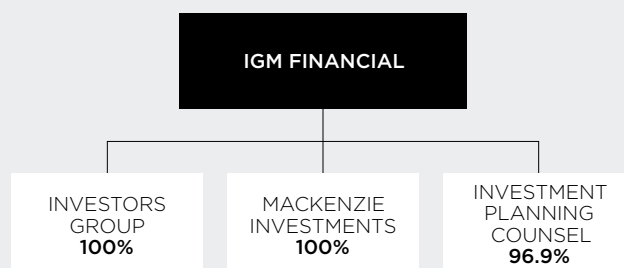 IGM FINANCIAL
INVESTORS
GROUP
100%
MACKENZIE
INVESTMENTS
100%
INVESTMENT
PLANNING
COUNSEL
96.9%